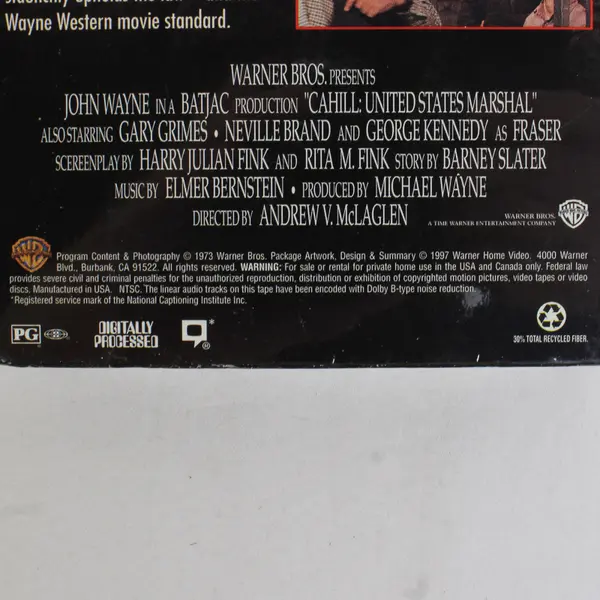 staunchly upholds the law
Wayne Western movie standard.
WARNER BROS. PRESENTS
JOHN WAYNE IN A BATJAC PRODUCTION "CAHILL: UNITED STATES MARSHAL"
ALSO STARRING GARY GRIMES • NEVILLE BRAND AND GEORGE KENNEDY AS FRASER
SCEREENPLAY BY HARRY JULIAN FINK AND RITA M. FINK STORY BY BARNEY SLATER
MUSIC BY ELMER BERNSTEIN • PRODUCED BY MICHAEL WAYNE
DIRECTED BY ANDREW V. McLAGLEN
WARNER BROS.
A TIME WARNER ENTERTAINMENT COMPANY
Program Content & Photography © 1973 Warner Bros. Package Artwork, Design & Summary © 1997 Warner Home Video. 4000 Warner
Blvd., Burbank, CA 91522. All rights reserved. WARNING: For sale or rental for private home use in the USA and Canada only. Federal law
provides severe civil and criminal penalties for the unauthorized reproduction, distribution or exhibition of copyrighted motion pictures, video tapes or video
discs. Manufactured in USA. NTSC. The linear audio tracks on this tape have been encoded with Dolby B-type noise reduction.
*Registered service mark of the National Captioning Institute Inc.
PG
DIGITALLY
PROCESSED
®
30% TOTAL RECYCLED FIBER.